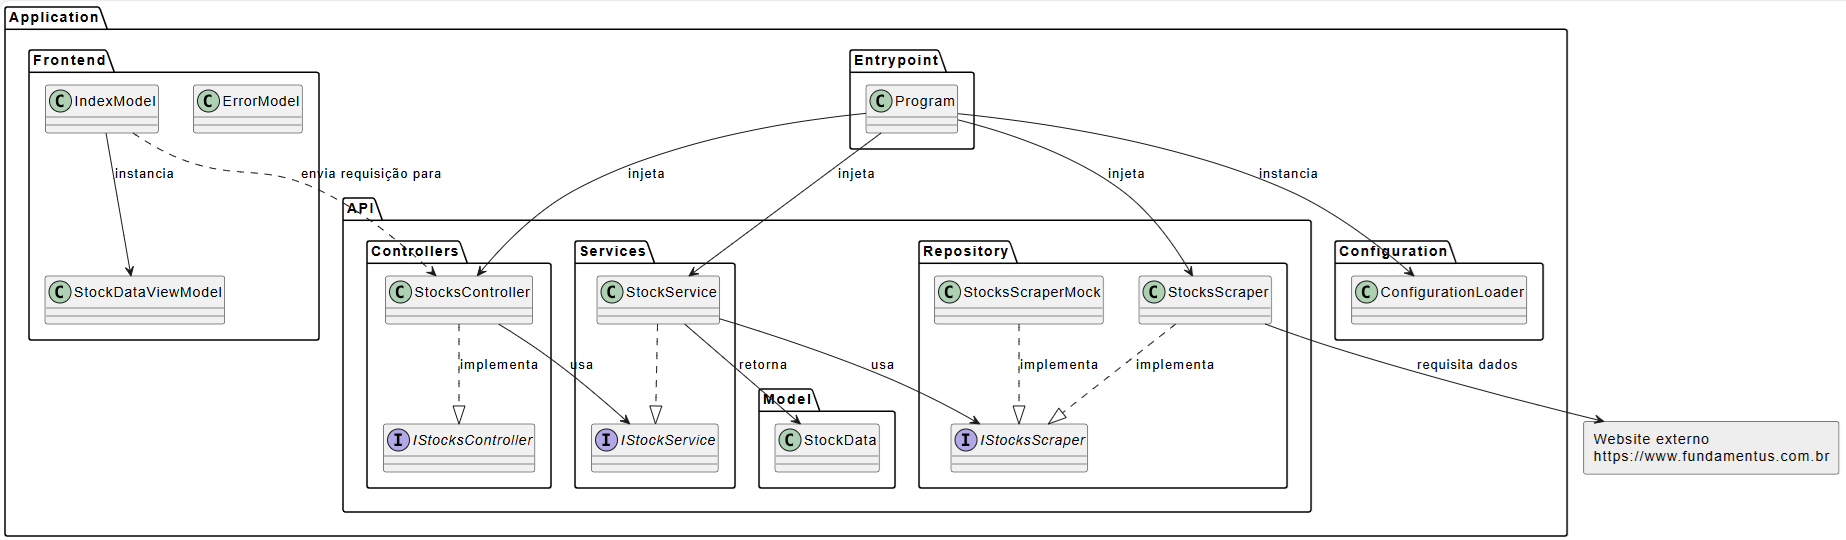 Application
Frontend
Entrypoint
C IndexModel
C ErrorModel
C Program
instancia
envia requisição para
injeta
injeta
injeta
instancia
API
Controllers
Services
Repository
Configuration
C StockDataViewModel
C StocksController
C StockService
C StocksScraperMock
C StocksScraper
C ConfigurationLoader
implementa
usa
retorna
usa
implementa
implementa
requisita dados
Model
I IStocksController
I IStockService
C StockData
I IStocksScraper
Website externo
https://www.fundamentus.com.br